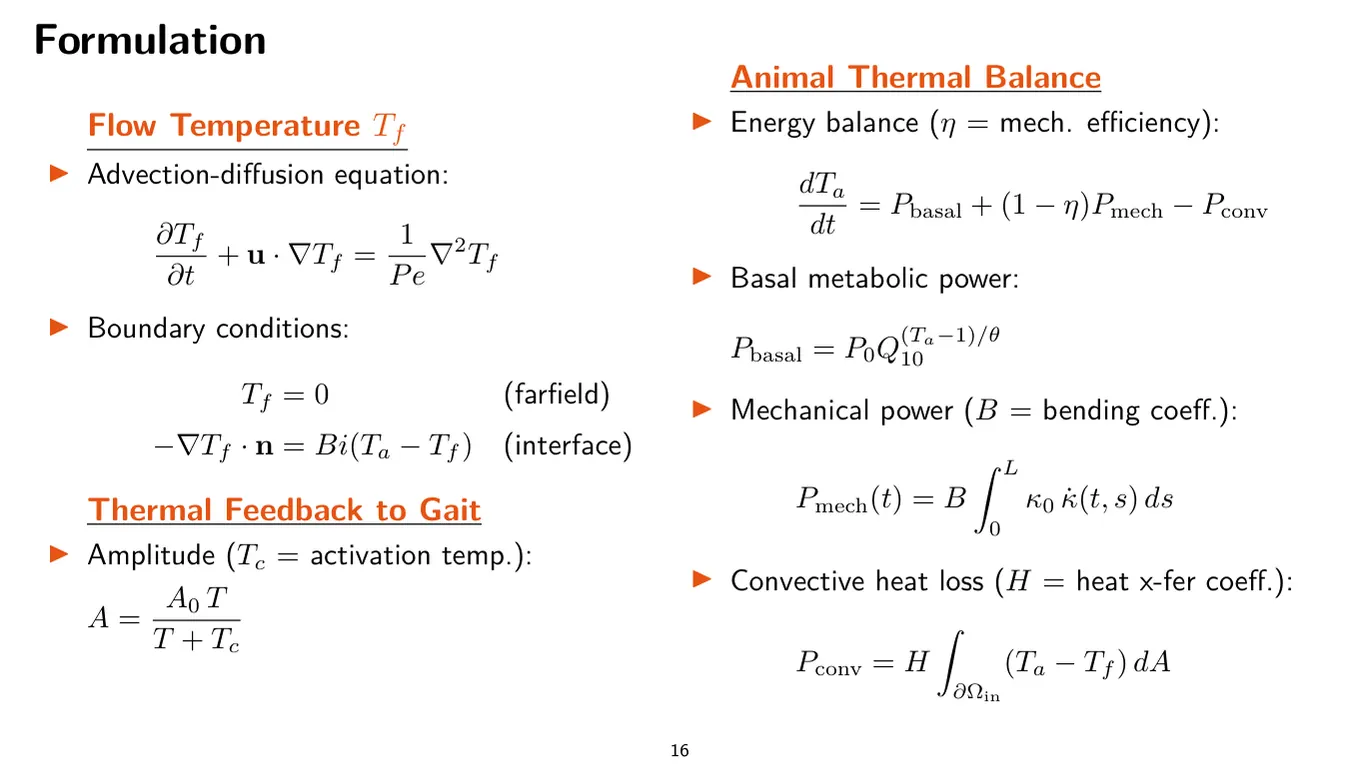 Formulation
Flow Temperature T_f
▶ Advection-diffusion equation:
∂T_f/∂t + u · ∇T_f = 1/Pe ∇²T_f
▶ Boundary conditions:
T_f = 0 (farfield)
−∇T_f · n = Bi(T_a − T_f) (interface)
Thermal Feedback to Gait
▶ Amplitude (T_c = activation temp.):
A = A_0 T / T + T_c
Animal Thermal Balance
▶ Energy balance (η = mech. efficiency):
dT_a/dt = P_basal + (1 − η)P_mech − P_conv
▶ Basal metabolic power:
P_basal = P_0 Q_10^(T_a−1)/θ
▶ Mechanical power (B = bending coeff.):
P_mech(t) = B ∫_0^L κ_0 κ̇(t, s) ds
▶ Convective heat loss (H = heat x-fer coeff.):
P_conv = H ∫_∂Ω_in (T_a − T_f) dA
16